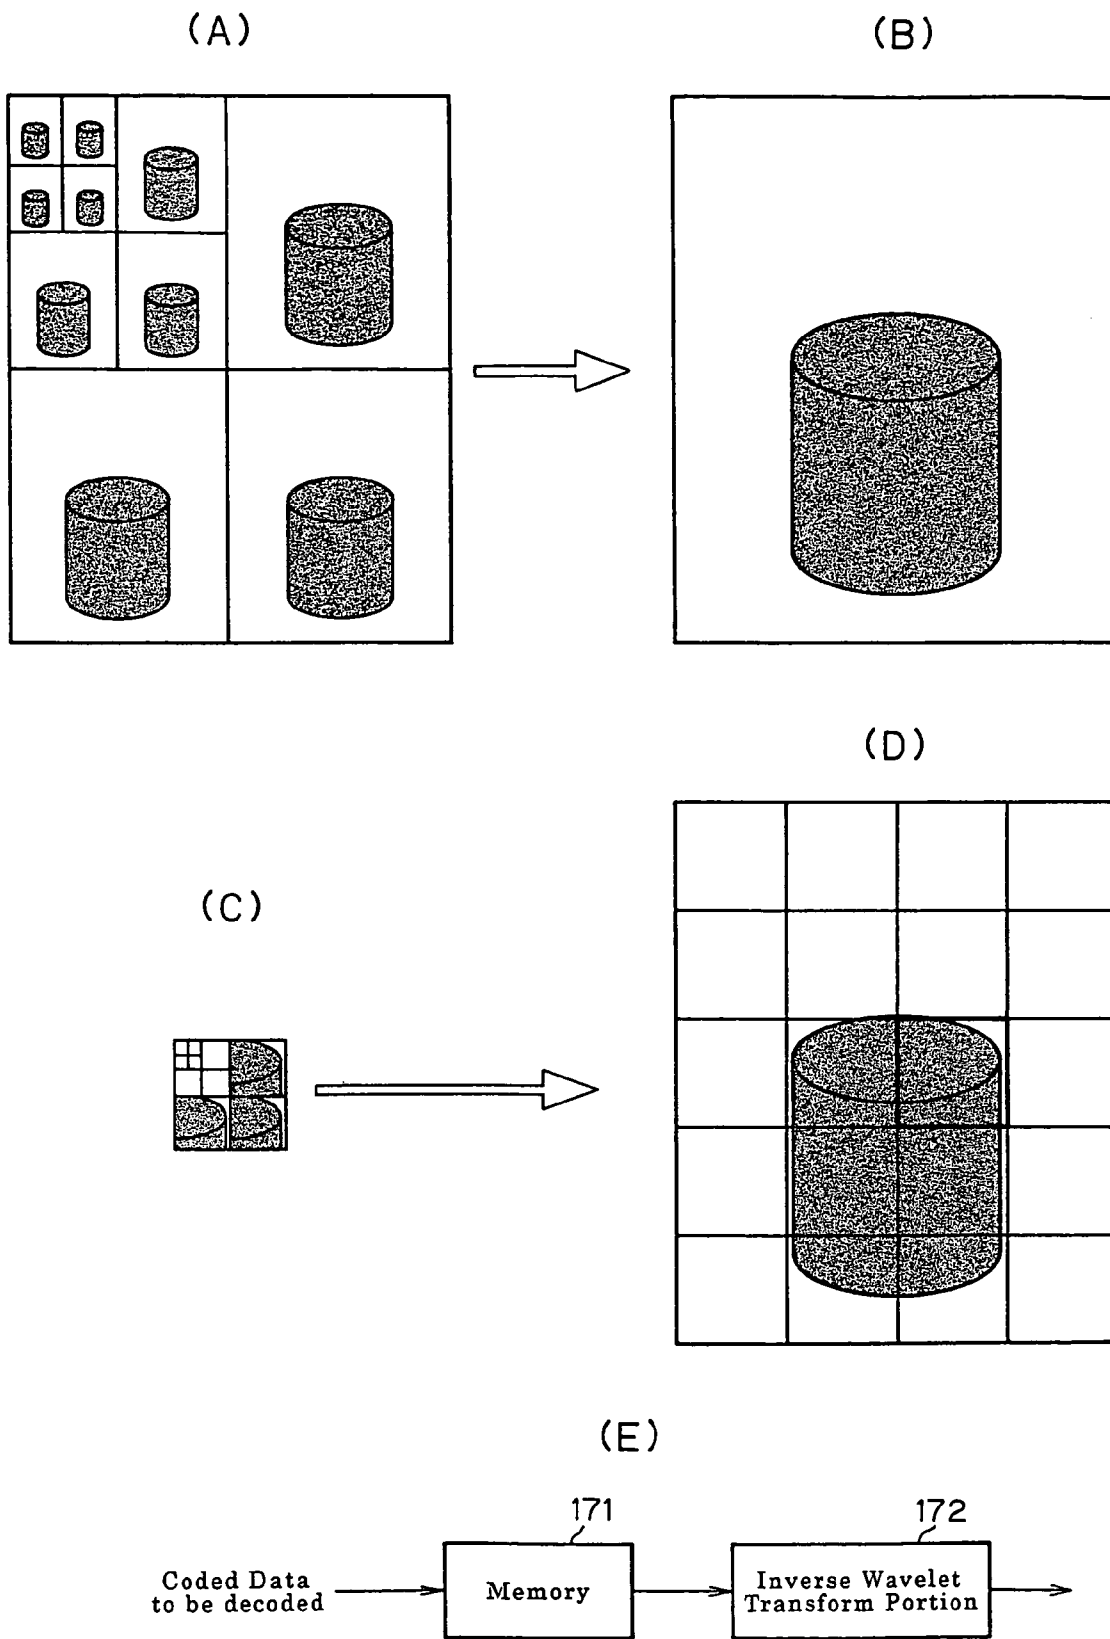 (A)
(B)
(C)
(D)
(E)
171
172
Coded Data
to be decoded
Memory
Inverse Wavelet
Transform Portion